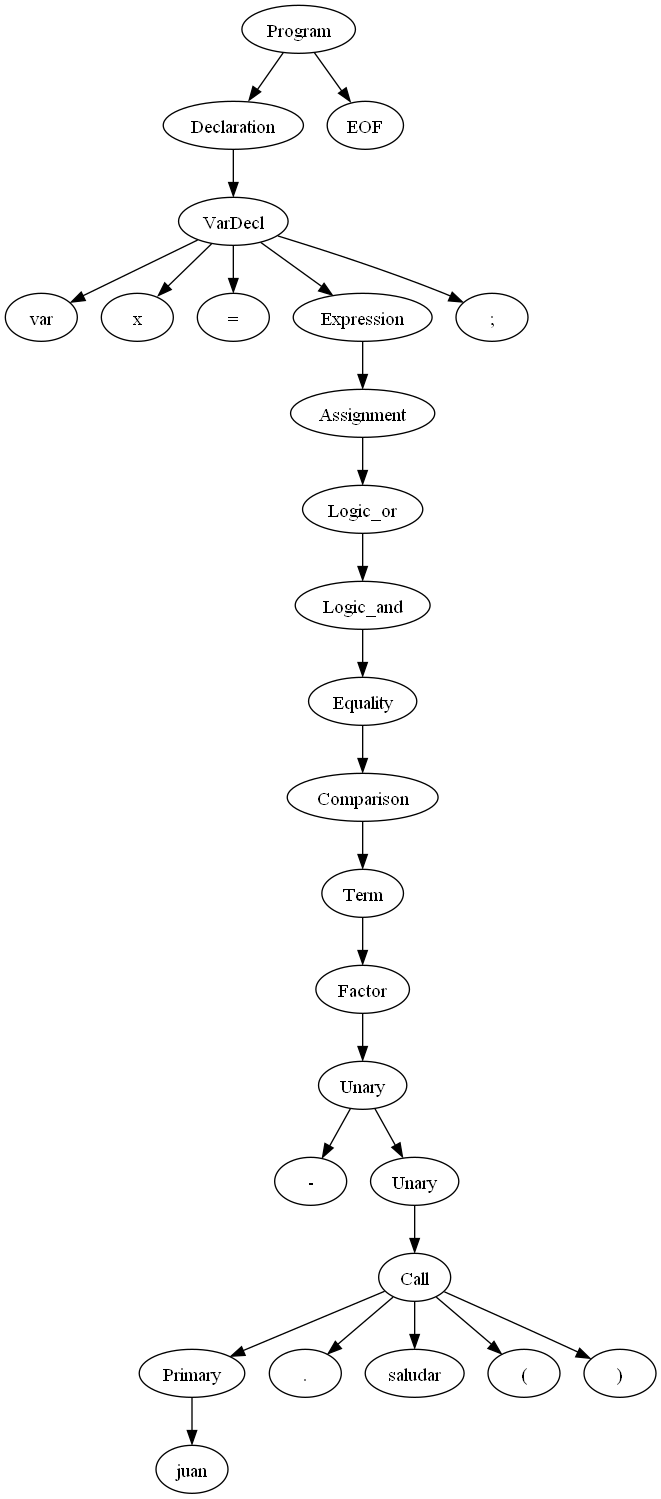 Program
Declaration
EOF
VarDecl
var
x
=
Expression
;
Assignment
Logic_or
Logic_and
Equality
Comparison
Term
Factor
Unary
-
Unary
Call
Primary
.
saludar
(
)
juan